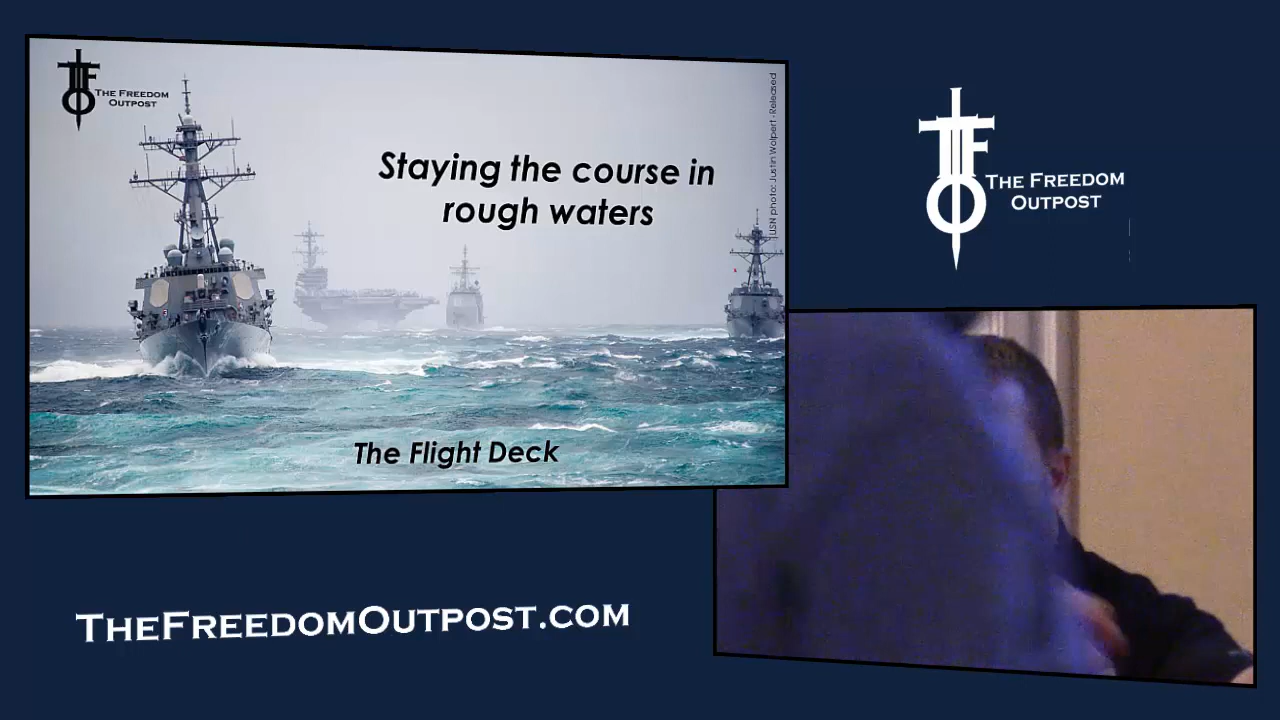 THE FREEDOM
OUTPOST
Staying the course in
rough waters
USN photo: Justin Wolpert - Released
The Flight Deck
THE FREEDOM
OUTPOST
THEFREEDOMOUTPOST.COM